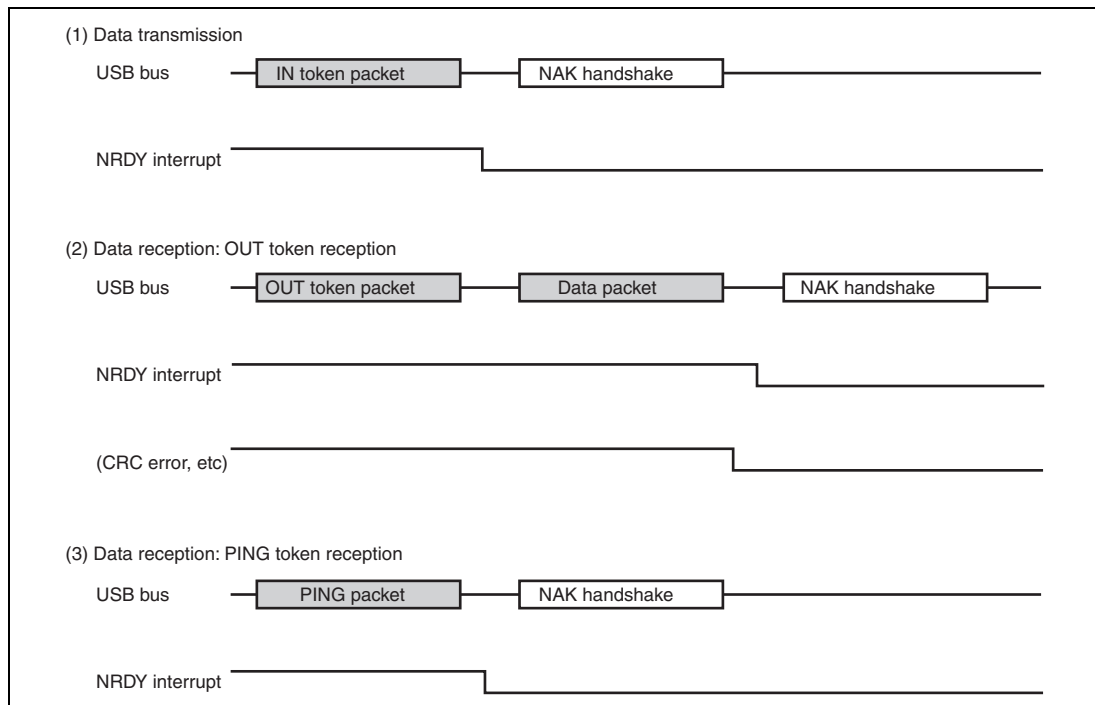 (1) Data transmission
USB bus
IN token packet
NAK handshake
NRDY interrupt
(2) Data reception: OUT token reception
USB bus
OUT token packet
Data packet
NAK handshake
NRDY interrupt
(CRC error, etc)
(3) Data reception: PING token reception
USB bus
PING packet
NAK handshake
NRDY interrupt